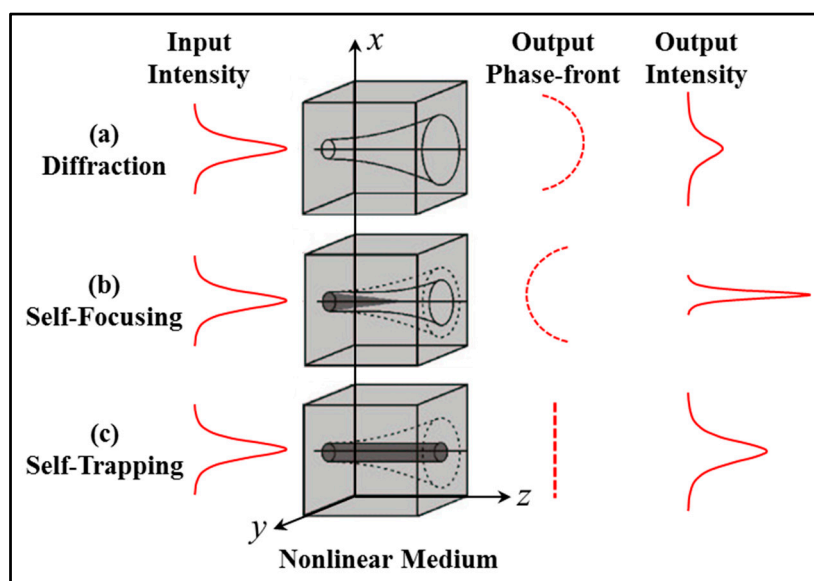 Input
Intensity
x
Output
Phase-front
Output
Intensity
(a)
Diffraction
(b)
Self-Focusing
(c)
Self-Trapping
z
y
Nonlinear Medium